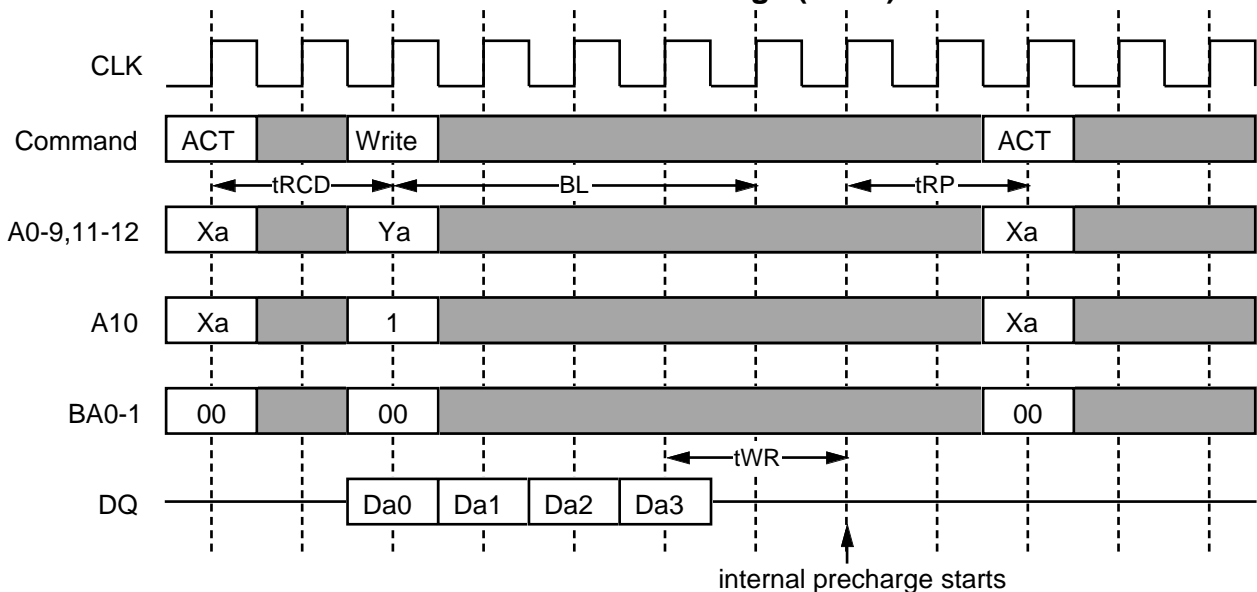 CLK
Command ACT Write ACT
tRCD BL tRP
A0-9,11-12 Xa Ya Xa
A10 Xa 1 Xa
BA0-1 00 00 00
tWR
DQ Da0 Da1 Da2 Da3
internal precharge starts